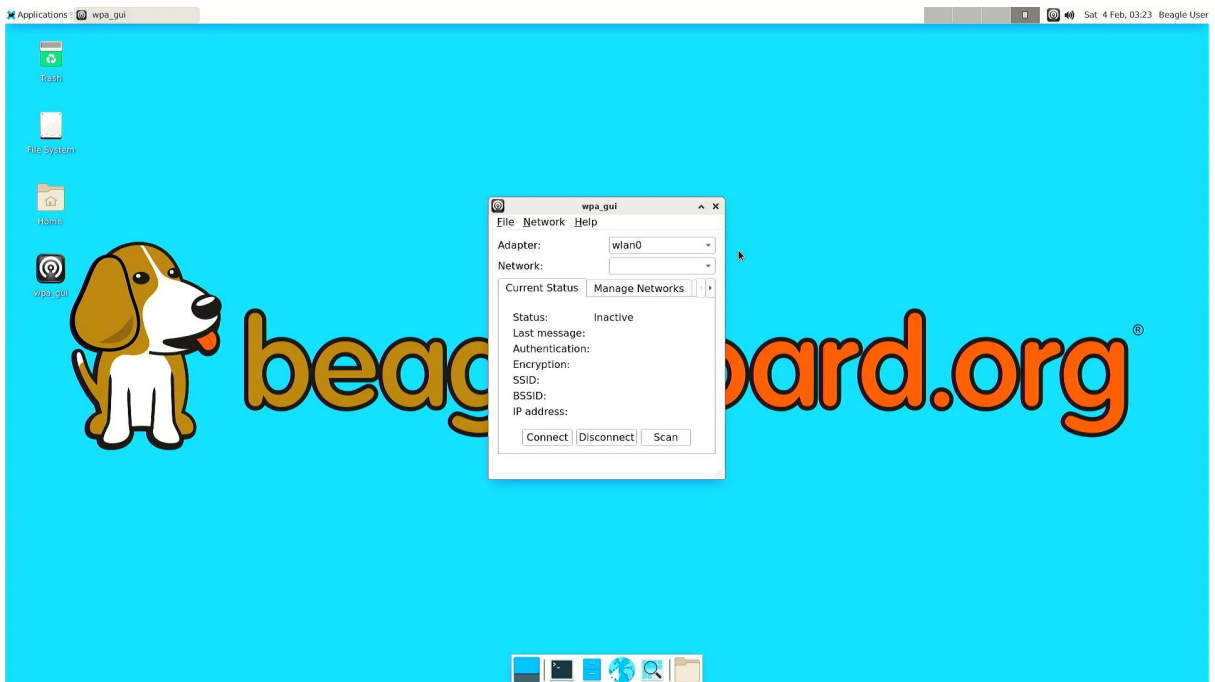 Applications
wpa_gui
Sat 4 Feb, 03:23
Beagle User
Trash
File System
Home
wpa_gui
wpa_gui
File Network Help
Adapter: wlan0
Network:
Current Status Manage Networks
Status: Inactive
Last message:
Authentication:
Encryption:
SSID:
BSSID:
IP address:
Connect Disconnect Scan
beag
oard.org®